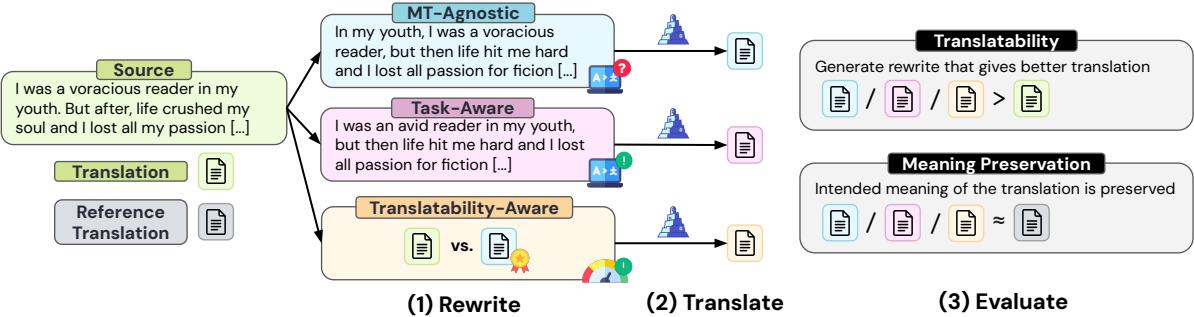 Source
I was a voracious reader in my
youth. But after, life crushed my
soul and I lost all my passion [...]
Translation
Reference
Translation
MT-Agnostic
In my youth, I was a voracious
reader, but then life hit me hard
and I lost all passion for ficion [...]
A>文
?
Task-Aware
I was an avid reader in my youth,
but then life hit me hard and I lost
all passion for fiction [...]
A>文
!
Translatability-Aware
vs.
!
(1) Rewrite
(2) Translate
Translatability
Generate rewrite that gives better translation
/ / >
Meaning Preservation
Intended meaning of the translation is preserved
/ / ≈
(3) Evaluate